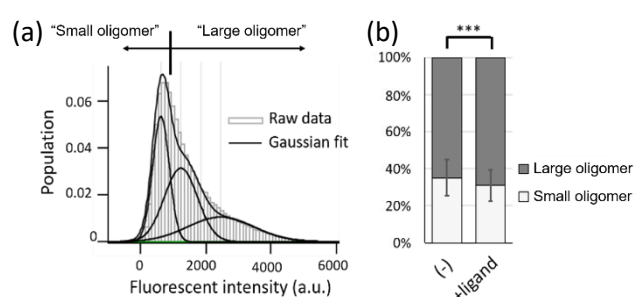 (a)
“Small oligomer”
“Large oligomer”
Population
0.06
0.04
0.02
0
Raw data
Gaussian fit
0
2000
4000
6000
Fluorescent intensity (a.u.)
(b)
***
100%
80%
60%
40%
20%
0%
Large oligomer
Small oligomer
(-)
+ligand